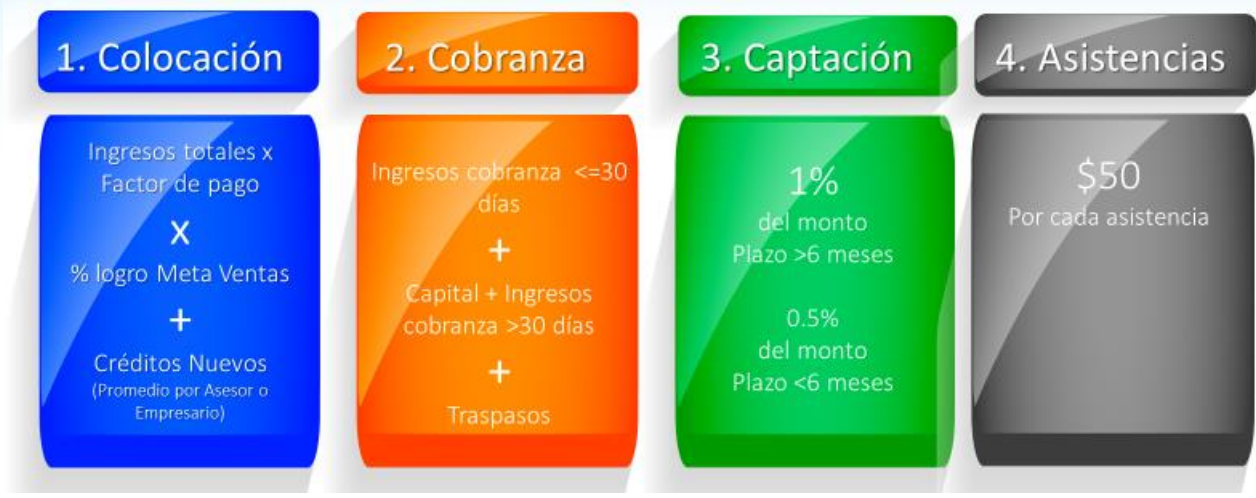 1. Colocación
Ingresos totales x
Factor de pago
x
% logro Meta Ventas
+
Créditos Nuevos
(Promedio por Asesor o
Empresario)
2. Cobranza
Ingresos cobranza <=30
días
+
Capital + Ingresos
cobranza >30 días
+
Traspasos
3. Captación
1%
del monto
Plazo >6 meses
0.5%
del monto
Plazo <6 meses
4. Asistencias
$50
Por cada asistencia